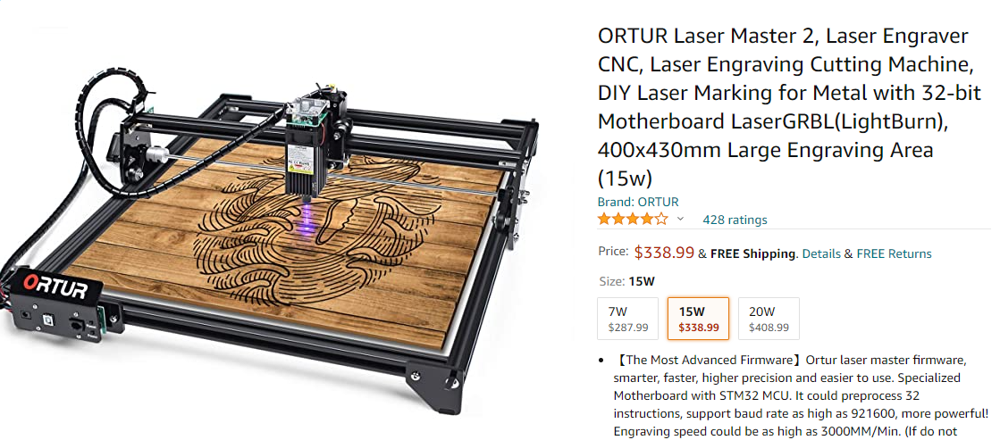 ORTUR Laser Master 2, Laser Engraver
CNC, Laser Engraving Cutting Machine,
DIY Laser Marking for Metal with 32-bit
Motherboard LaserGRBL(LightBurn),
400x430mm Large Engraving Area
(15w)
Brand: ORTUR
428 ratings
Price: $338.99 & FREE Shipping. Details & FREE Returns
Size: 15W
7W 15W 20W
$287.99 $338.99 $408.99
• 【The Most Advanced Firmware】Ortur laser master firmware,
smarter, faster, higher precision and easier to use. Specialized
Motherboard with STM32 MCU. It could preprocess 32
instructions, support baud rate as high as 921600, more powerful!
Engraving speed could be as high as 3000MM/Min. (If do not
ORTUR